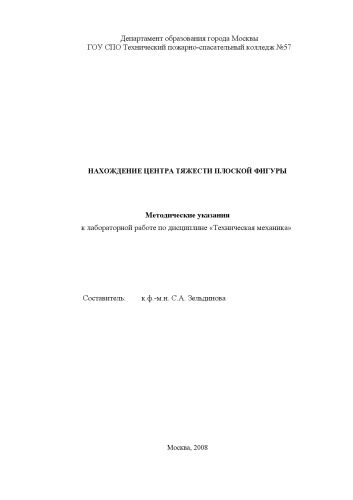 Департамент образования города Москвы
ГОУ СПО Технический пожарно-спасательный колледж №57
НАХОЖДЕНИЕ ЦЕНТРА ТЯЖЕСТИ ПЛОСКОЙ ФИГУРЫ
Методические указания
к лабораторной работе по дисциплине «Техническая механика»
Составитель: к.ф.-м.н. С.А. Зельдинова
Москва, 2008